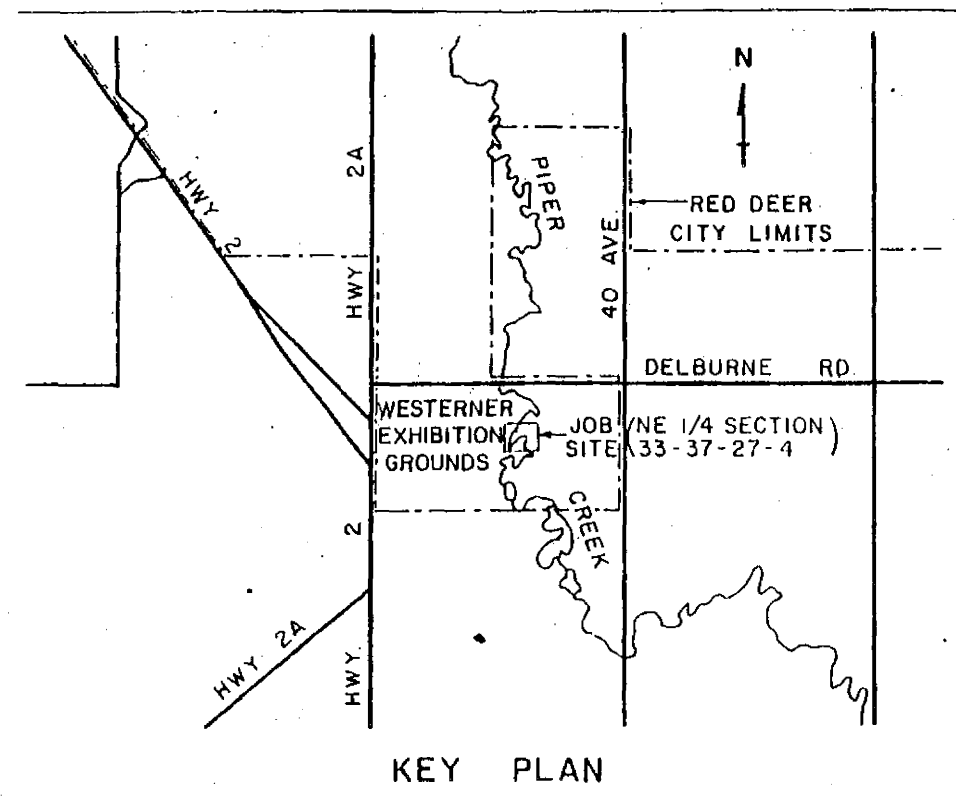 N
HWY 2A
HWY 2
PIPER
40 AVE.
RED DEER
CITY LIMITS
DELBURNE RD
WESTERNER
EXHIBITION
GROUNDS
JOB (NE 1/4 SECTION)
SITE (33-37-27-4)
CREEK
HWY. 2
HWY. 2A
KEY PLAN